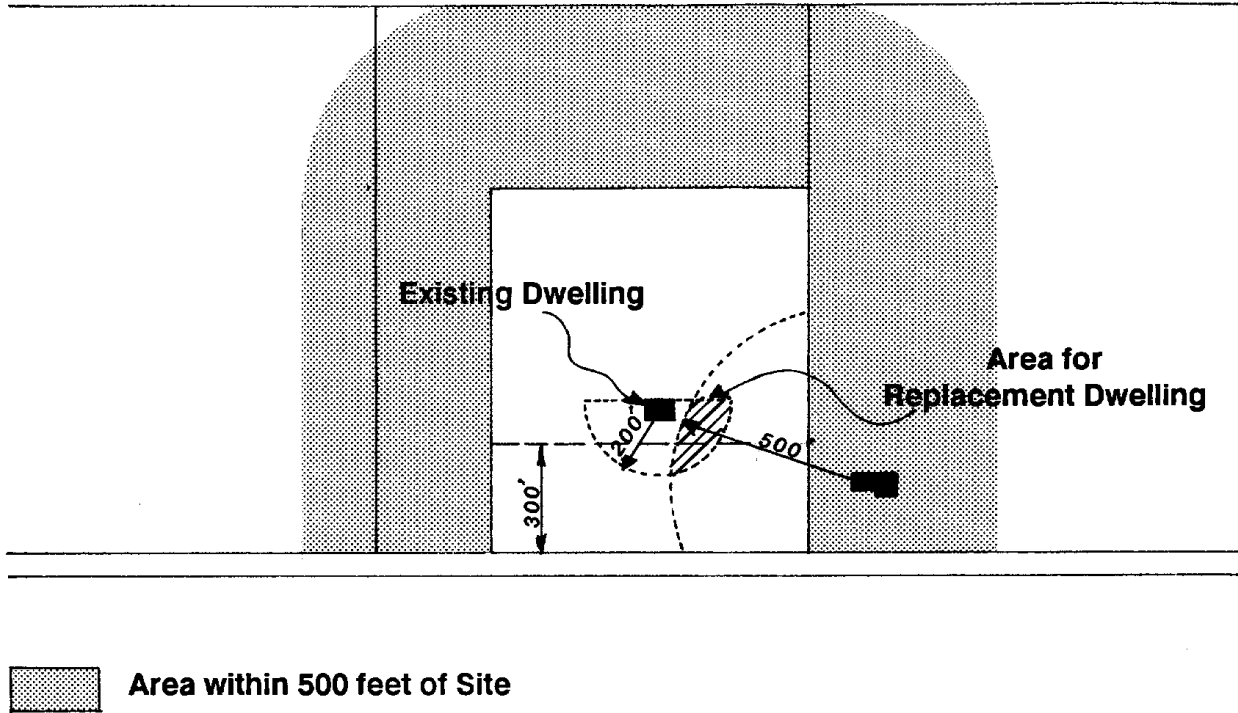 Existing Dwelling
Area for
Replacement Dwelling
200'
500'
300'
Area within 500 feet of Site